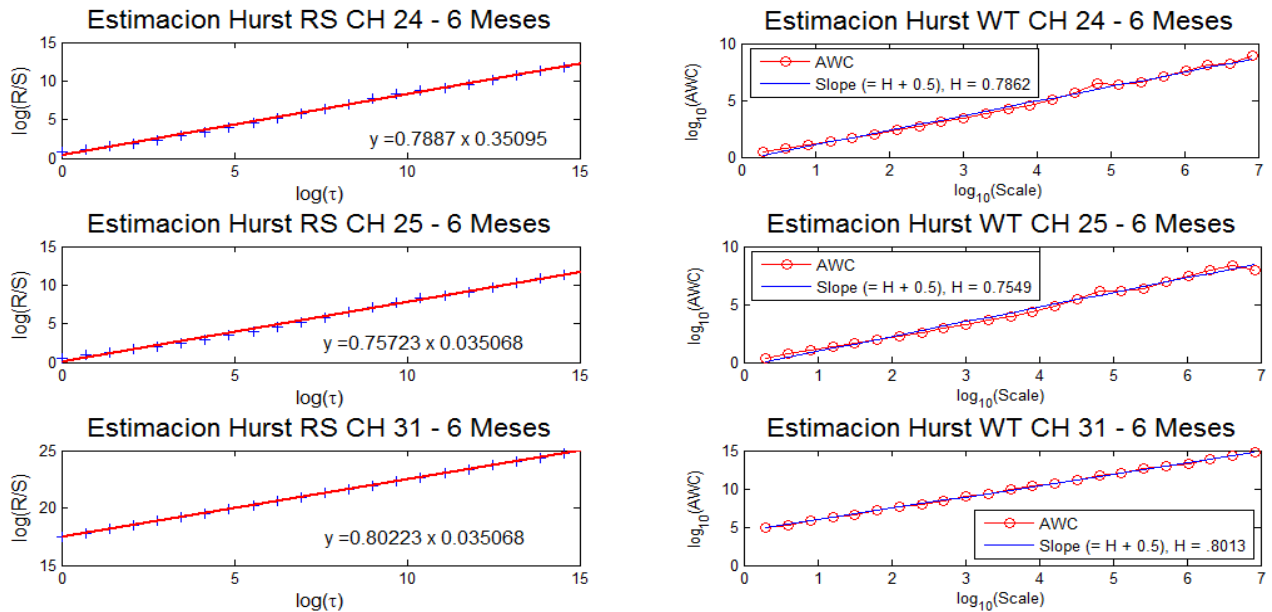 Estimacion Hurst RS CH 24 - 6 Meses
15
10
5
0
log(R/S)
y =0.7887 x 0.35095
0 5 10 15
log(τ)
Estimacion Hurst WT CH 24 - 6 Meses
10
5
0
log10(AWC)
AWC
Slope (= H + 0.5), H = 0.7862
0 1 2 3 4 5 6 7
log10(Scale)
Estimacion Hurst RS CH 25 - 6 Meses
15
10
5
0
log(R/S)
y =0.75723 x 0.035068
0 5 10 15
log(τ)
Estimacion Hurst WT CH 25 - 6 Meses
10
5
0
log10(AWC)
AWC
Slope (= H + 0.5), H = 0.7549
0 1 2 3 4 5 6 7
log10(Scale)
Estimacion Hurst RS CH 31 - 6 Meses
25
20
15
log(R/S)
y =0.80223 x 0.035068
0 5 10 15
log(τ)
Estimacion Hurst WT CH 31 - 6 Meses
15
10
5
0
log10(AWC)
AWC
Slope (= H + 0.5), H = .8013
0 1 2 3 4 5 6 7
log10(Scale)